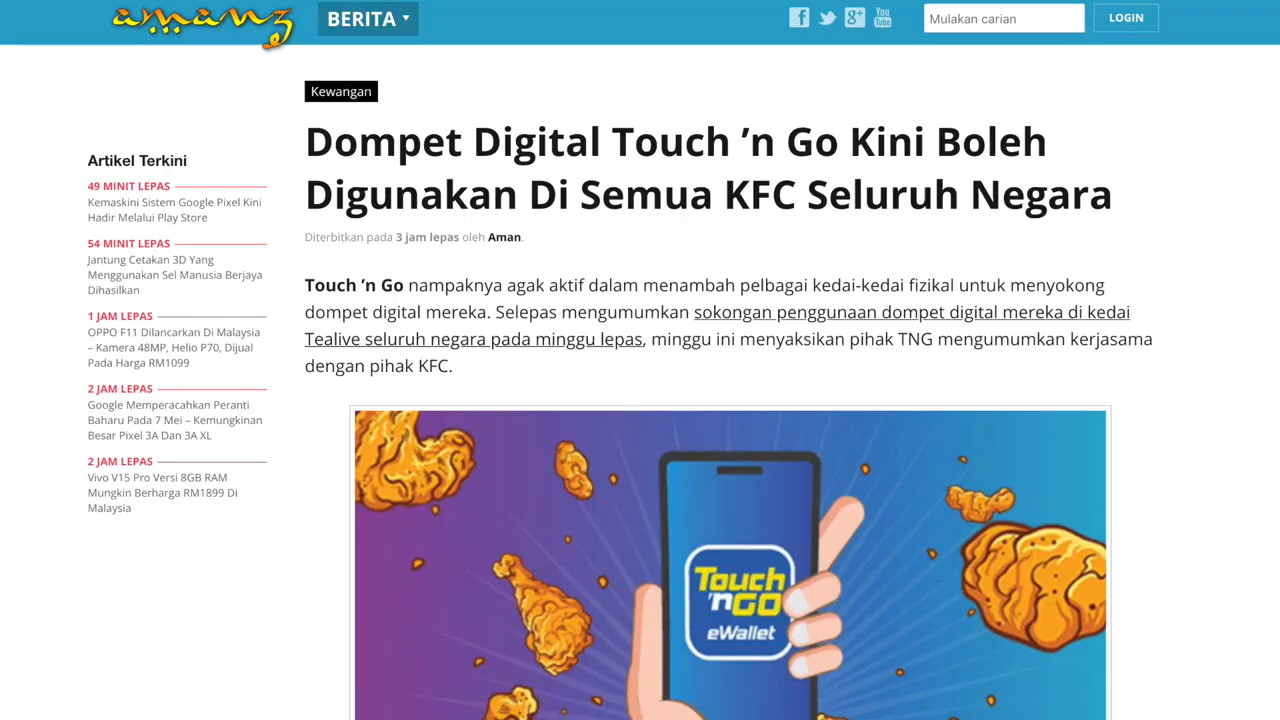 amanz
BERITA
Mulakan carian
LOGIN
Kewangan
Dompet Digital Touch ’n Go Kini Boleh
Digunakan Di Semua KFC Seluruh Negara
Diterbitkan pada 3 jam lepas oleh Aman.
Touch ’n Go nampaknya agak aktif dalam menambah pelbagai kedai-kedai fizikal untuk menyokong
dompet digital mereka. Selepas mengumumkan sokongan penggunaan dompet digital mereka di kedai
Tealive seluruh negara pada minggu lepas, minggu ini menyaksikan pihak TNG mengumumkan kerjasama
dengan pihak KFC.
Touch
’n GO
eWallet
Artikel Terkini
49 MINIT LEPAS
Kemaskini Sistem Google Pixel Kini
Hadir Melalui Play Store
54 MINIT LEPAS
Jantung Cetakan 3D Yang
Menggunakan Sel Manusia Berjaya
Dihasilkan
1 JAM LEPAS
OPPO F11 Dilancarkan Di Malaysia
– Kamera 48MP, Helio P70, Dijual
Pada Harga RM1099
2 JAM LEPAS
Google Memperacahkan Peranti
Baharu Pada 7 Mei – Kemungkinan
Besar Pixel 3A Dan 3A XL
2 JAM LEPAS
Vivo V15 Pro Versi 8GB RAM
Mungkin Berharga RM1899 Di
Malaysia